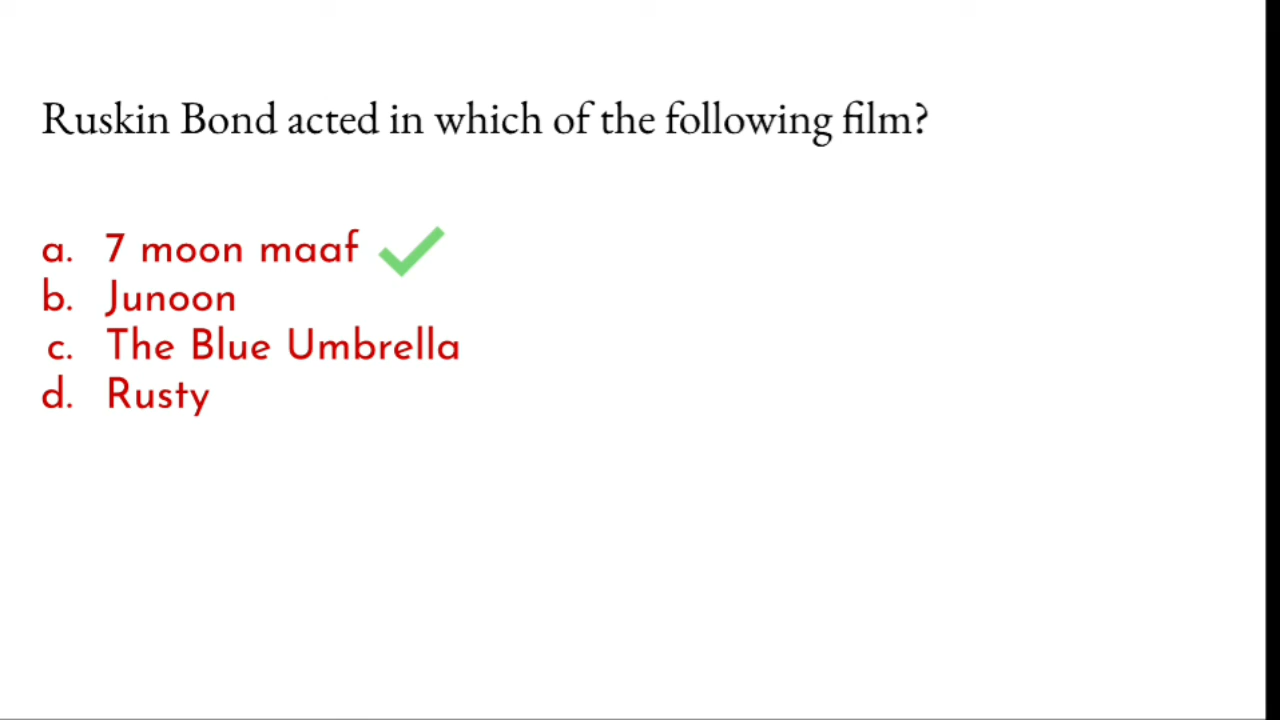 Ruskin Bond acted in which of the following film?
a. 7 moon maaf
b. Junoon
c. The Blue Umbrella
d. Rusty